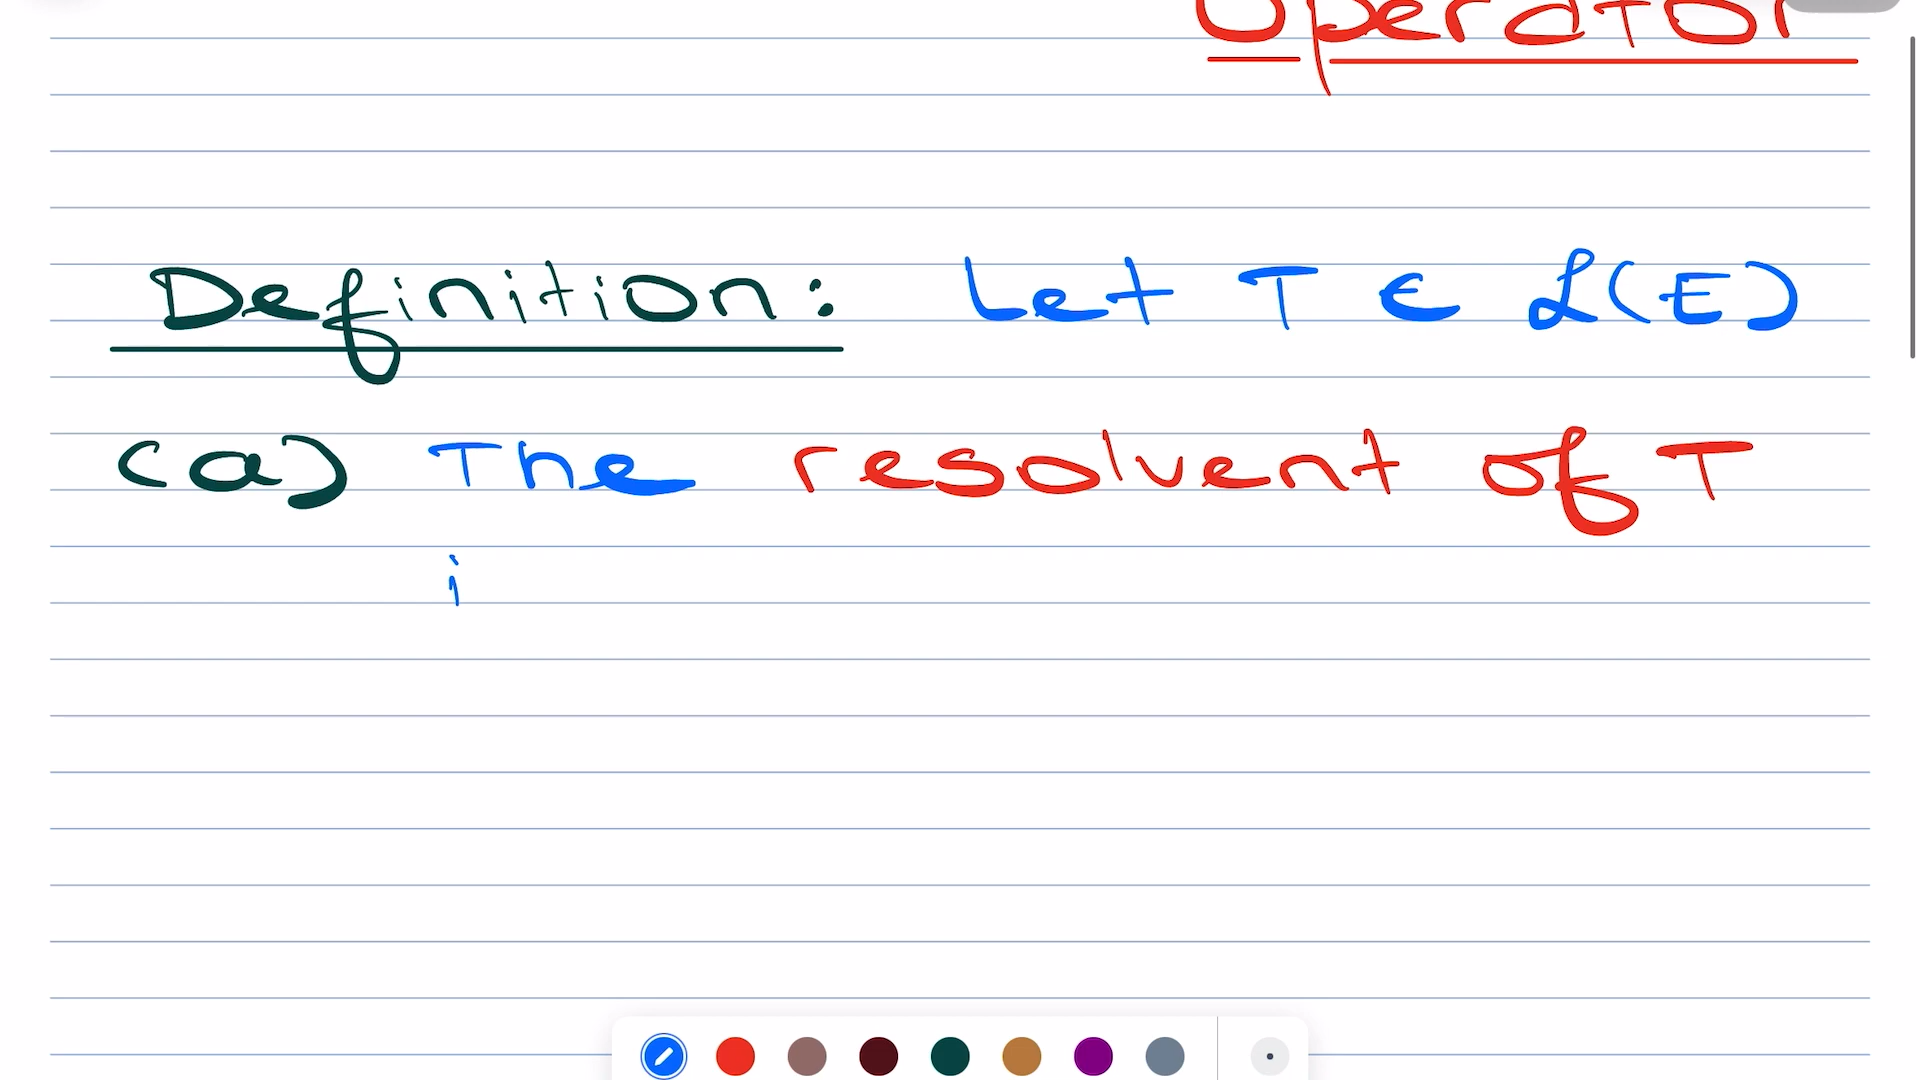 Operator
Definition: Let T ∈ ℒ(E)
(a) The resolvent of T
i